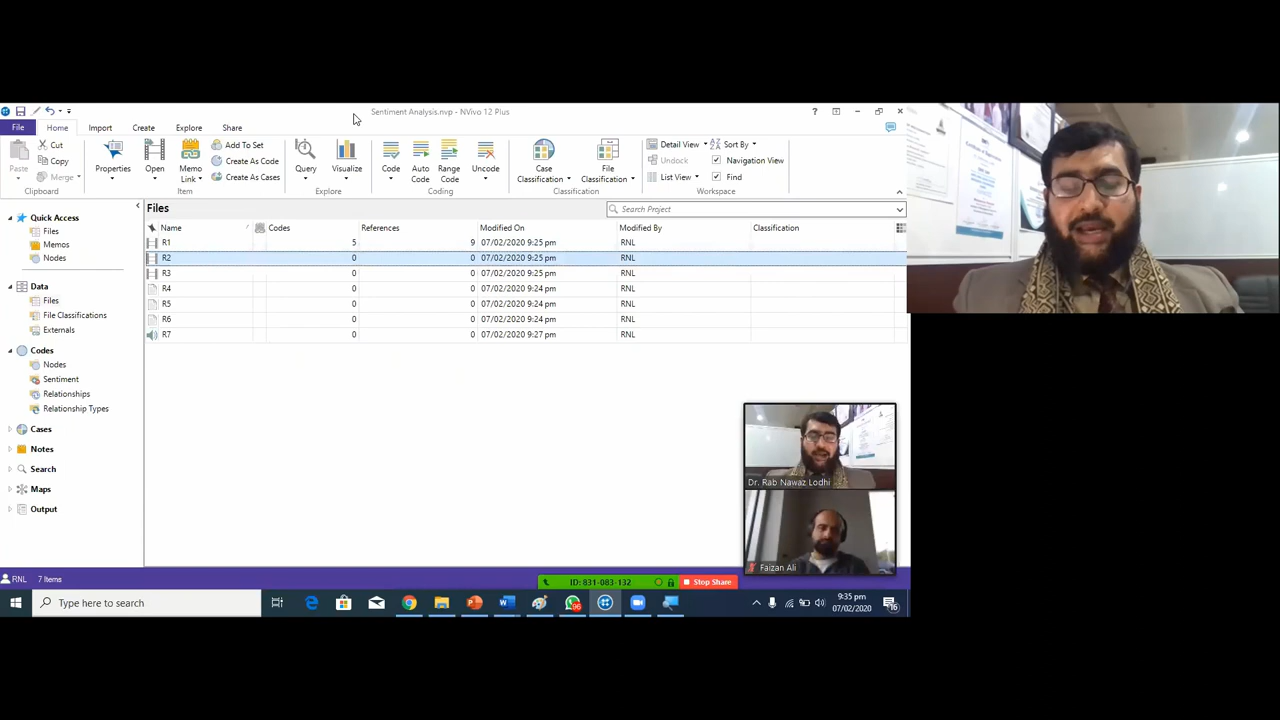 Sentiment Analysis.nvp - NVivo 12 Plus
File Home Import Create Explore Share
Paste Cut Copy Merge
Clipboard
Properties Open Memo Link Add To Set Create As Code Create As Cases
Item
Query Visualize
Explore
Code Auto Code Range Code Uncode
Coding
Case Classification File Classification
Classification
Detail View Sort By
Undock Navigation View
List View Find
Workspace
Quick Access
Files
Memos
Nodes
Data
Files
File Classifications
Externals
Codes
Nodes
Sentiment
Relationships
Relationship Types
Cases
Notes
Search
Maps
Output
Files Search Project
Name Codes References Modified On Modified By Classification
R1 5 9 07/02/2020 9:25 pm RNL
R2 0 0 07/02/2020 9:25 pm RNL
R3 0 0 07/02/2020 9:25 pm RNL
R4 0 0 07/02/2020 9:24 pm RNL
R5 0 0 07/02/2020 9:24 pm RNL
R6 0 0 07/02/2020 9:24 pm RNL
R7 0 0 07/02/2020 9:27 pm RNL
Dr. Rab Nawaz Lodhi
Faizan Ali
RNL 7 Items
ID: 831-083-132 Stop Share
Type here to search
96
9:35 pm
07/02/2020
16